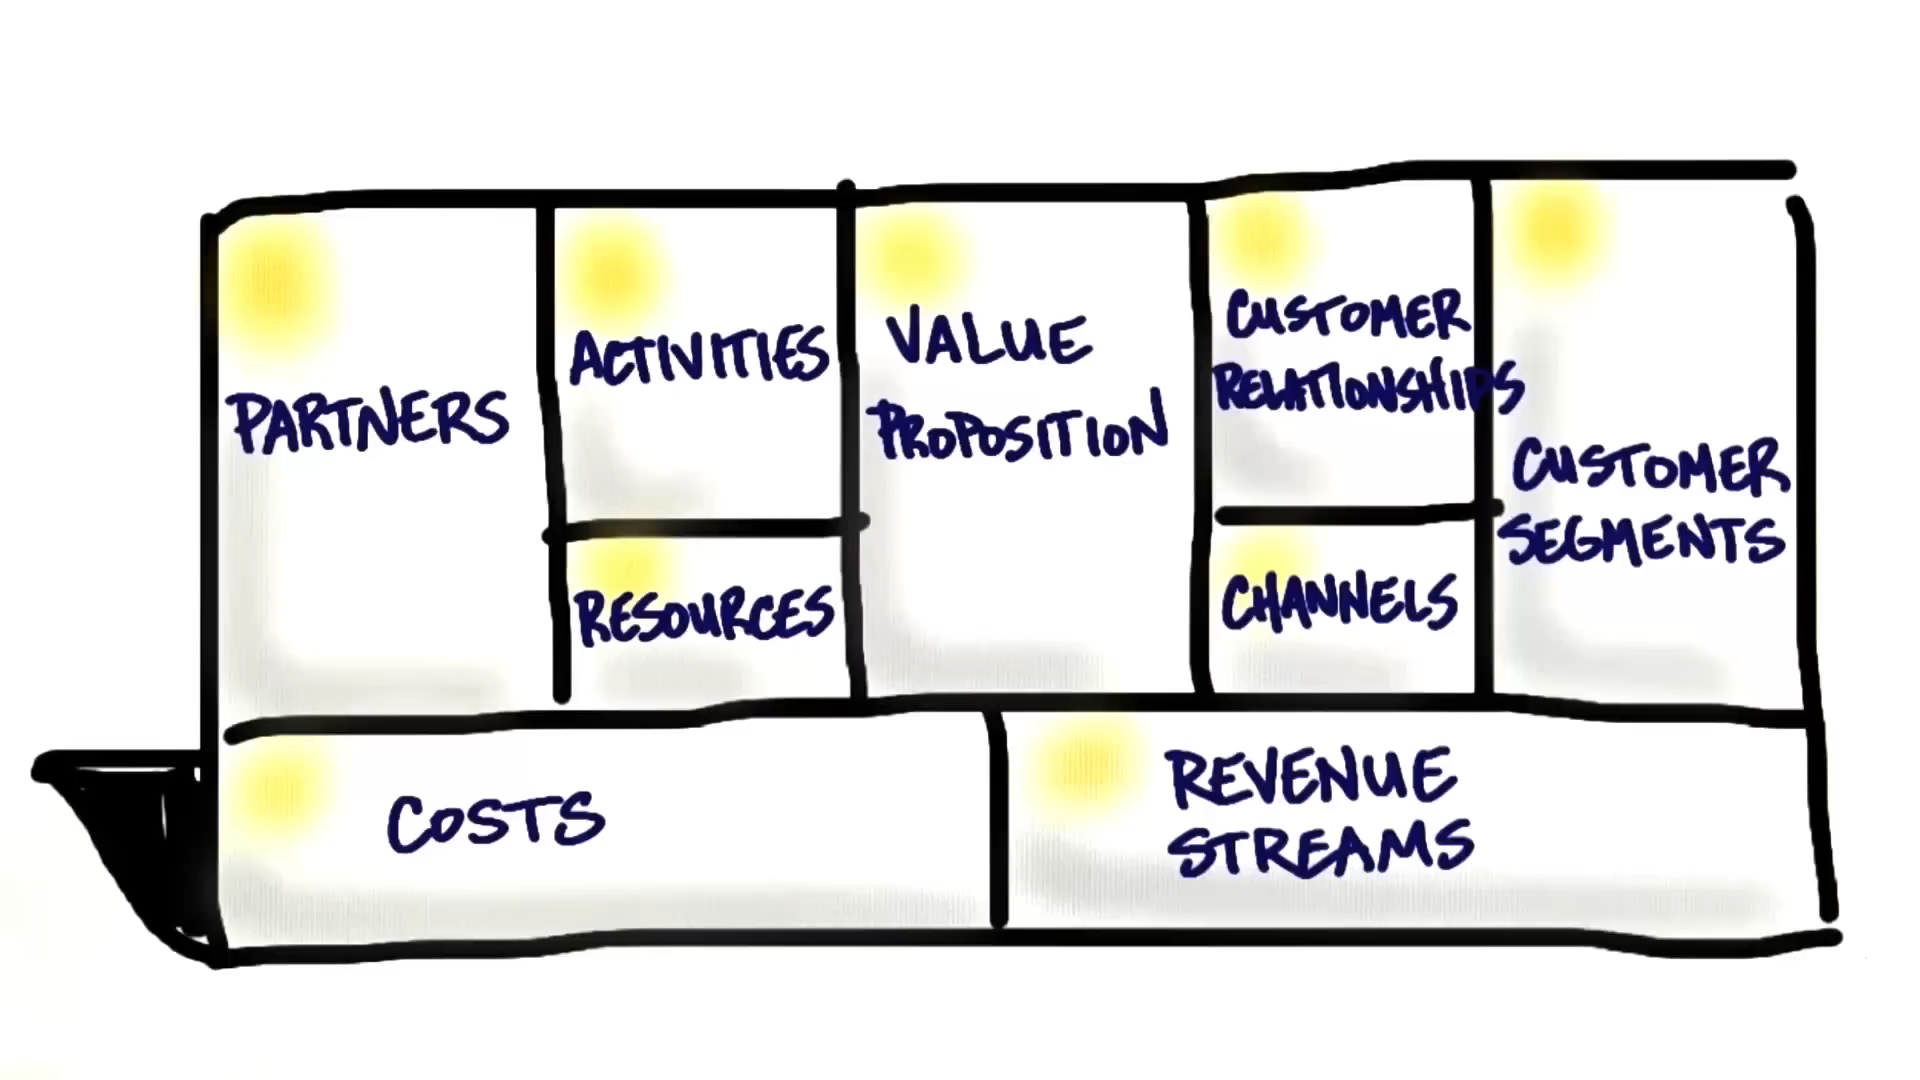 PARTNERS
ACTIVITIES
RESOURCES
VALUE
PROPOSITION
CUSTOMER
RELATIONSHIPS
CHANNELS
CUSTOMER
SEGMENTS
COSTS
REVENUE
STREAMS